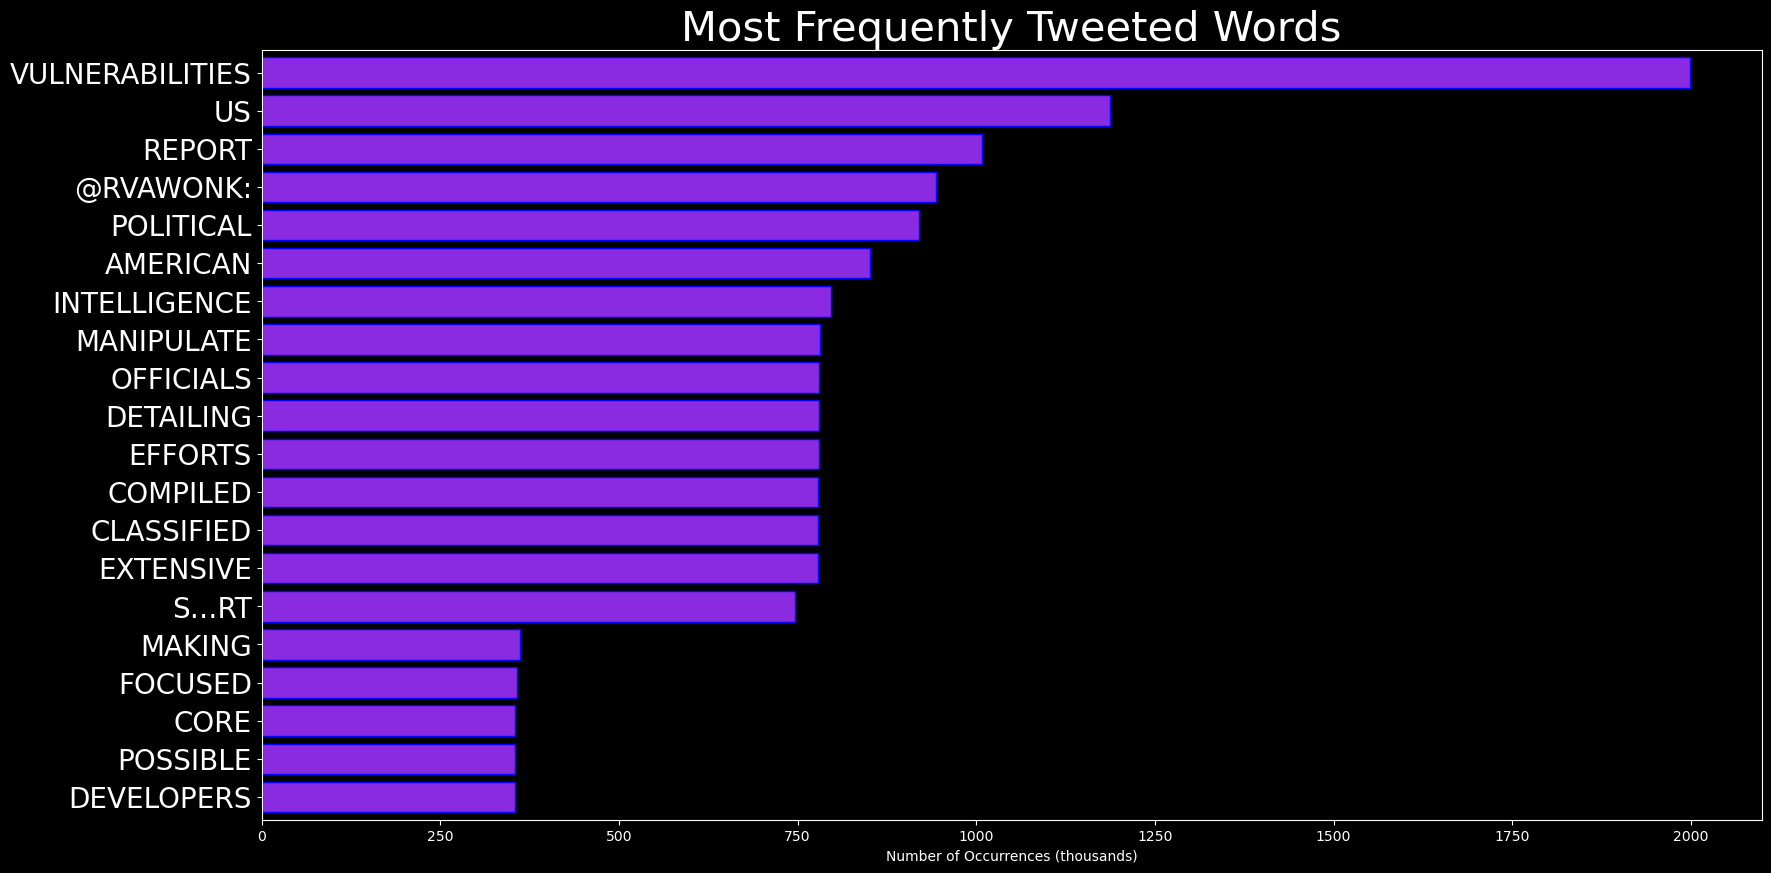 Most Frequently Tweeted Words
VULNERABILITIES
US
REPORT
@RVAWONK:
POLITICAL
AMERICAN
INTELLIGENCE
MANIPULATE
OFFICIALS
DETAILING
EFFORTS
COMPILED
CLASSIFIED
EXTENSIVE
S…RT
MAKING
FOCUSED
CORE
POSSIBLE
DEVELOPERS
0 250 500 750 1000 1250 1500 1750 2000
Number of Occurrences (thousands)